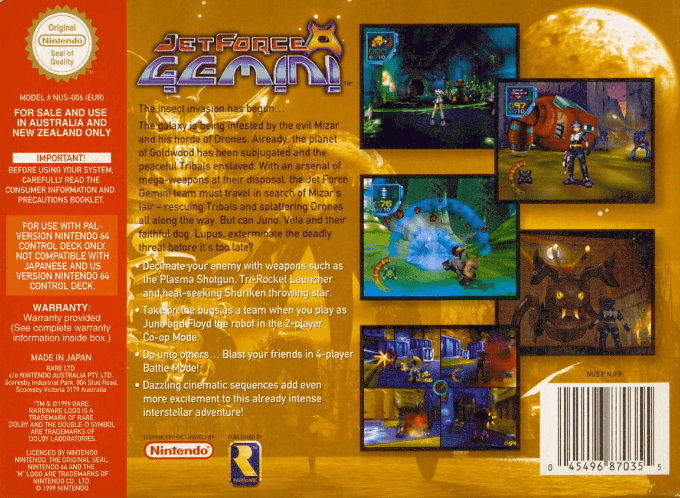 Original
Nintendo
Seal of
Quality
MODEL # NUS-006 (EUR)
FOR SALE AND USE
IN AUSTRALIA AND
NEW ZEALAND ONLY
IMPORTANT!
BEFORE USING YOUR SYSTEM,
CAREFULLY READ THE
CONSUMER INFORMATION AND
PRECAUTIONS BOOKLET.
FOR USE WITH PAL-
VERSION NINTENDO 64
CONTROL DECK ONLY.
NOT COMPATIBLE WITH
JAPANESE AND US
VERSION NINTENDO 64
CONTROL DECK.
WARRANTY:
Warranty provided
(See complete warranty
information inside box.)
MADE IN JAPAN
RARE LTD.
c/o NINTENDO AUSTRALIA PTY. LTD.
Scoresby Industrial Park, 804 Stud Road,
Scoresby Victoria 3179 Australia
"TM & ©1999 RARE.
RAREWARE LOGO IS A
TRADEMARK OF RARE
DOLBY AND THE DOUBLE-D SYMBOL
ARE TRADEMARKS OF
DOLBY LABORATORIES.
LICENSED BY NINTENDO
NINTENDO, THE ORIGINAL SEAL,
NINTENDO 64 AND THE
"N" LOGO ARE TRADEMARKS OF
NINTENDO CO., LTD.
© 1999 NINTENDO
JET FORCE
GEMINI
The insect invasion has begun...
The galaxy is being infested by the evil Mizar
and his horde of Drones. Already, the planet
of Goldwood has been subjugated and the
peaceful Tribals enslaved. With an arsenal of
mega-weapons at their disposal, the Jet Force
Gemini team must travel in search of Mizar's
lair – rescuing Tribals and splattering Drones
all along the way. But can Juno, Vela and their
faithful dog, Lupus, exterminate the deadly
threat before it's too late?
• Decimate your enemy with weapons such as
the Plasma Shotgun, Tri-Rocket Launcher
and heat-seeking Shuriken throwing star.
• Take on the bugs as a team when you play as
Juno and Floyd the robot in the 2-player
Co-op Mode.
• Do unto others... Blast your friends in 4-player
Battle Mode!
• Dazzling cinematic sequences add even
more excitement to this already intense
interstellar adventure!
DISTRIBUTED EXCLUSIVELY BY
Nintendo
PUBLISHED BY
RAREWARE
97
76
NUS P NJFP
0 45496 87035 5